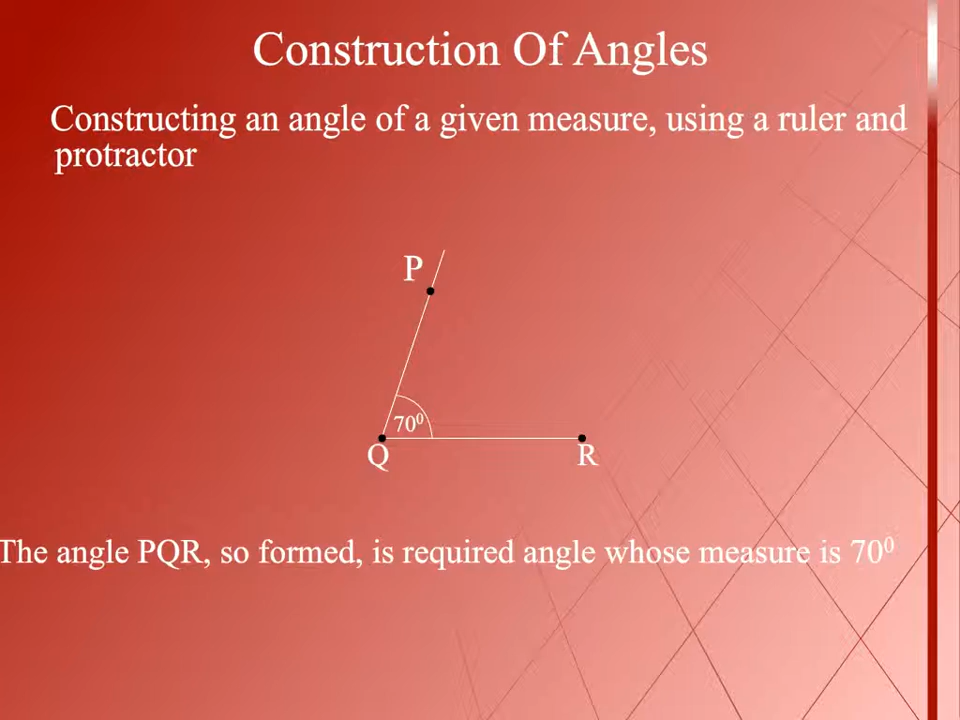 Construction Of Angles
Constructing an angle of a given measure, using a ruler and
protractor
P
70⁰
Q R
The angle PQR, so formed, is required angle whose measure is 70⁰